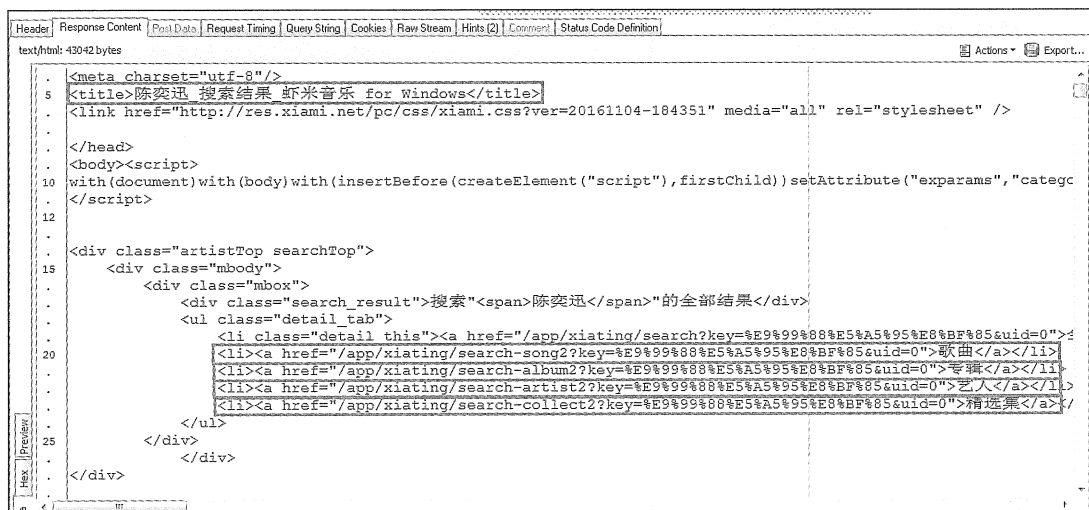 Header Response Content Post Data Request Timing Query String Cookies Raw Stream Hints (2) Comment Status Code Definition
text/html: 43042 bytes Actions Export...
. <meta charset="utf-8"/>
5 <title>陈奕迅_搜索结果_虾米音乐 for Windows</title>
. <link href="http://res.xiami.net/pc/css/xiami.css?ver=20161104-184351" media="all" rel="stylesheet" />
. </head>
. <body><script>
10 with(document)with(body)with(insertBefore(createElement("script"),firstChild))setAttribute("exparams","catego
. </script>
12
. <div class="artistTop searchTop">
15 <div class="mbody">
. <div class="mbox">
. <div class="search_result">搜索"<span>陈奕迅</span>"的全部结果</div>
. <ul class="detail_tab">
. <li class="detail this"><a href="/app/xiating/search?key=%E9%99%88%E5%A5%95%E8%BF%85&uid=0">
20 <li><a href="/app/xiating/search-song2?key=%E9%99%88%E5%A5%95%E8%BF%85&uid=0">歌曲</a></li>
. <li><a href="/app/xiating/search-album2?key=%E9%99%88%E5%A5%95%E8%BF%85&uid=0">专辑</a></li>
. <li><a href="/app/xiating/search-artist2?key=%E9%99%88%E5%A5%95%E8%BF%85&uid=0">艺人</a></li>
. <li><a href="/app/xiating/search-collect2?key=%E9%99%88%E5%A5%95%E8%BF%85&uid=0">精选集</a></
. </ul>
25 </div>
. </div>
. </div>
Preview
Hex